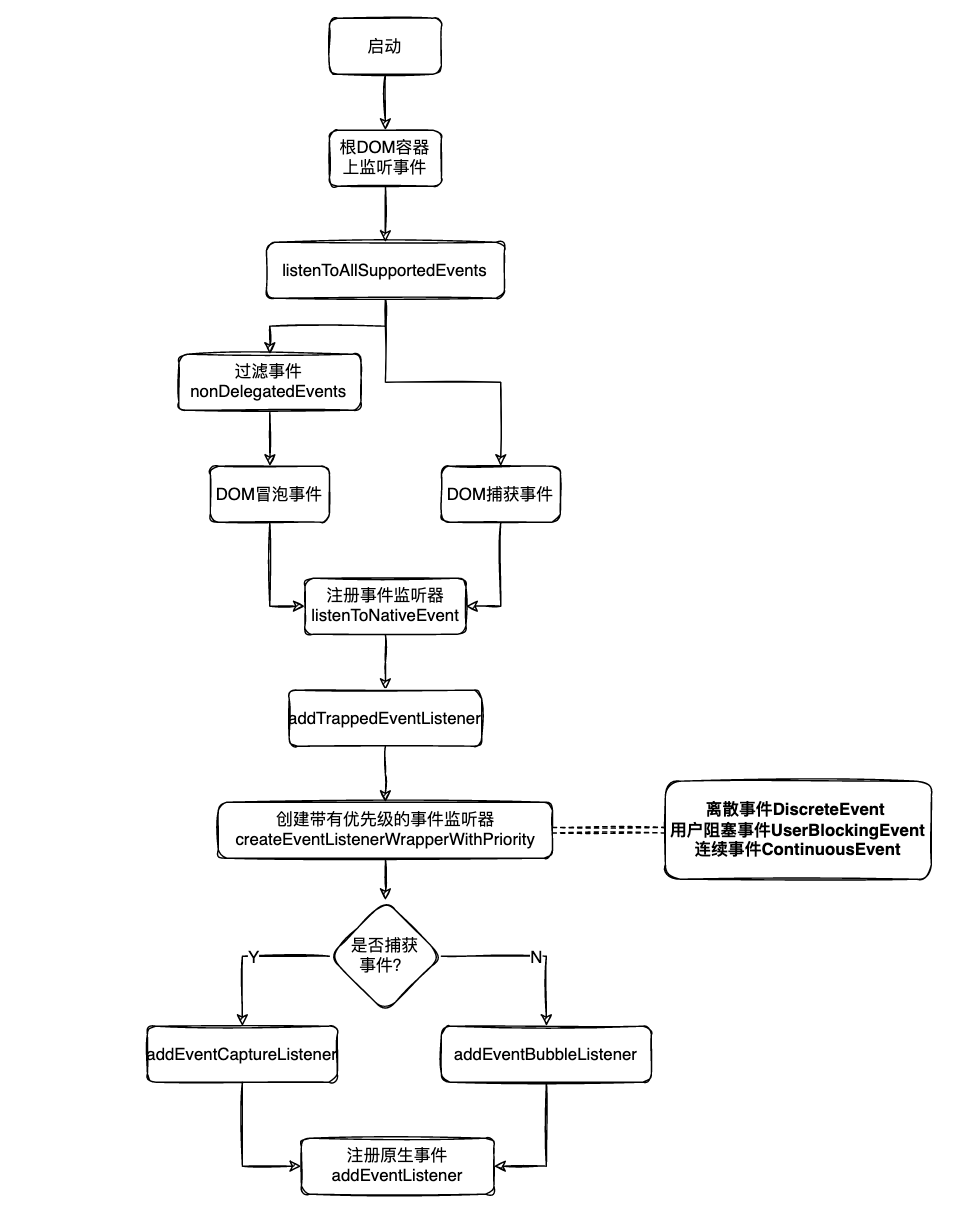 启动
根DOM容器
上监听事件
listenToAllSupportedEvents
过滤事件
nonDelegatedEvents
DOM冒泡事件
DOM捕获事件
注册事件监听器
listenToNativeEvent
addTrappedEventListener
创建带有优先级的事件监听器
createEventListenerWrapperWithPriority
离散事件DiscreteEvent
用户阻塞事件UserBlockingEvent
连续事件ContinuousEvent
是否捕获
事件?
Y
N
addEventCaptureListener
addEventBubbleListener
注册原生事件
addEventListener